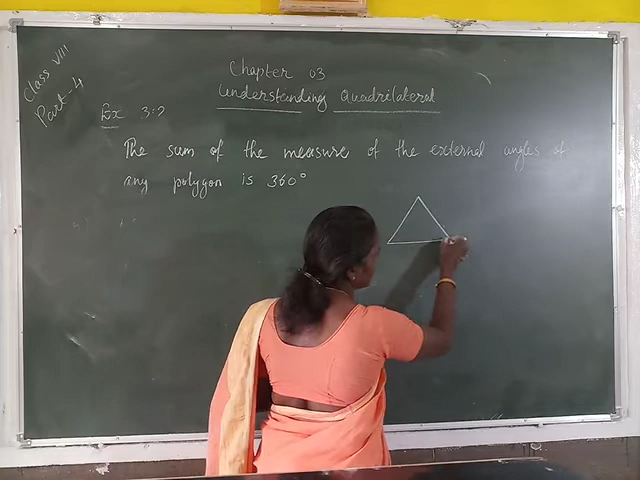 Class VIII
Part 4
Chapter 03
Understanding Quadrilateral
Ex 3.2
The sum of the measure of the external angles of
any polygon is 360°